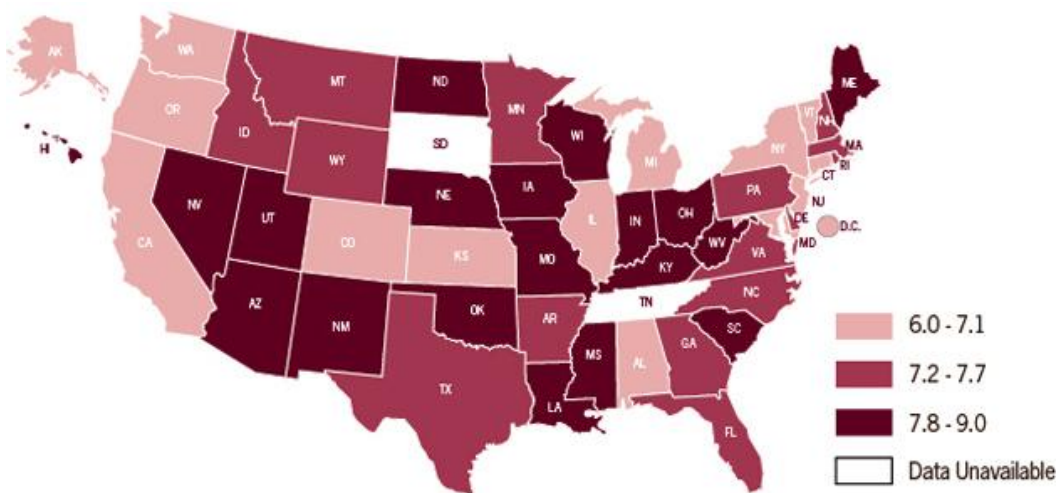 AK
WA
OR
CA
HI
ID
NV
MT
WY
UT
AZ
CO
NM
ND
SD
NE
KS
OK
TX
MN
IA
MO
AR
LA
WI
IL
MS
MI
IN
KY
TN
AL
OH
WV
GA
FL
SC
NC
VA
PA
NY
VT
NH
ME
MA
RI
CT
NJ
DE
D.C.
MD
6.0 - 7.1
7.2 - 7.7
7.8 - 9.0
Data Unavailable